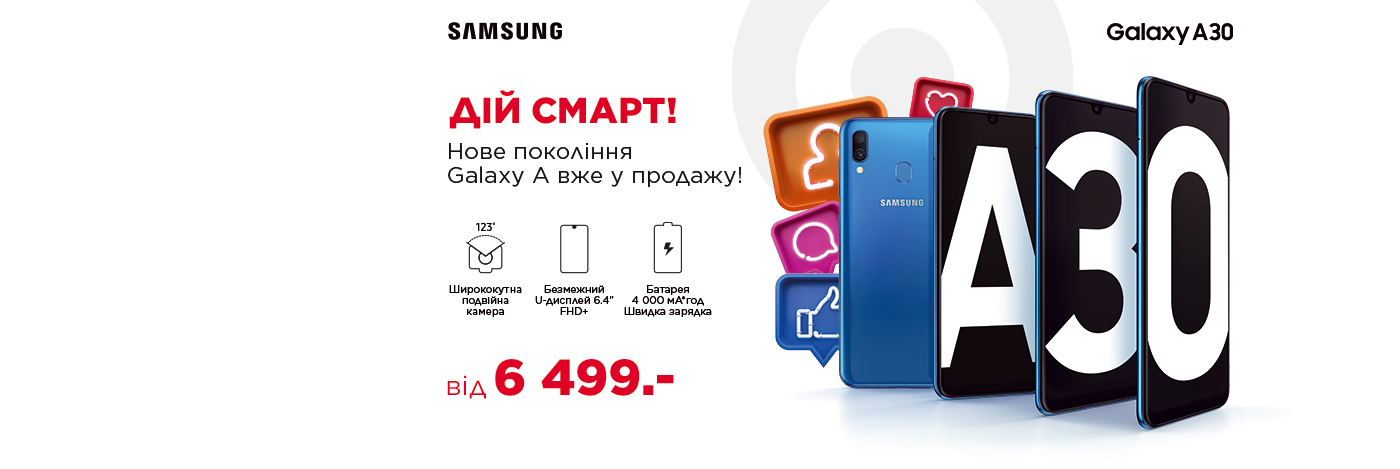 SAMSUNG
Galaxy A30
ДІЙ СМАРТ!
Нове покоління
Galaxy A вже у продажу!
123°
Ширококутна
подвійна
камера
Безмежний
U-дисплей 6.4"
FHD+
Батарея
4 000 мА*год
Швидка зарядка
від 6 499.-
SAMSUNG
A30